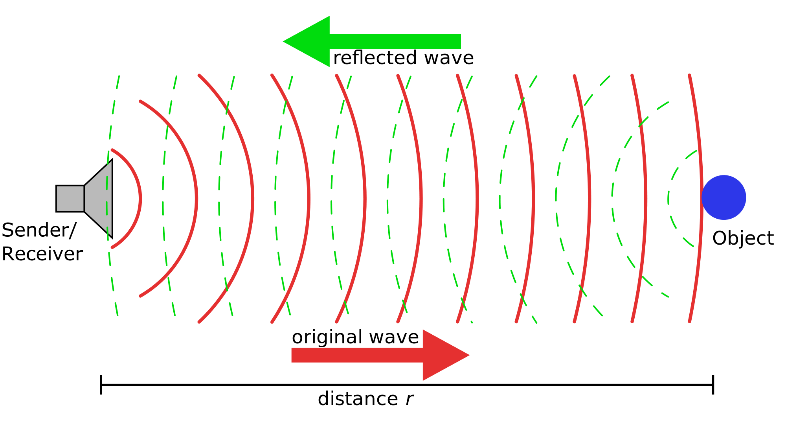 reflected wave
Sender/
Receiver
Object
original wave
distance r